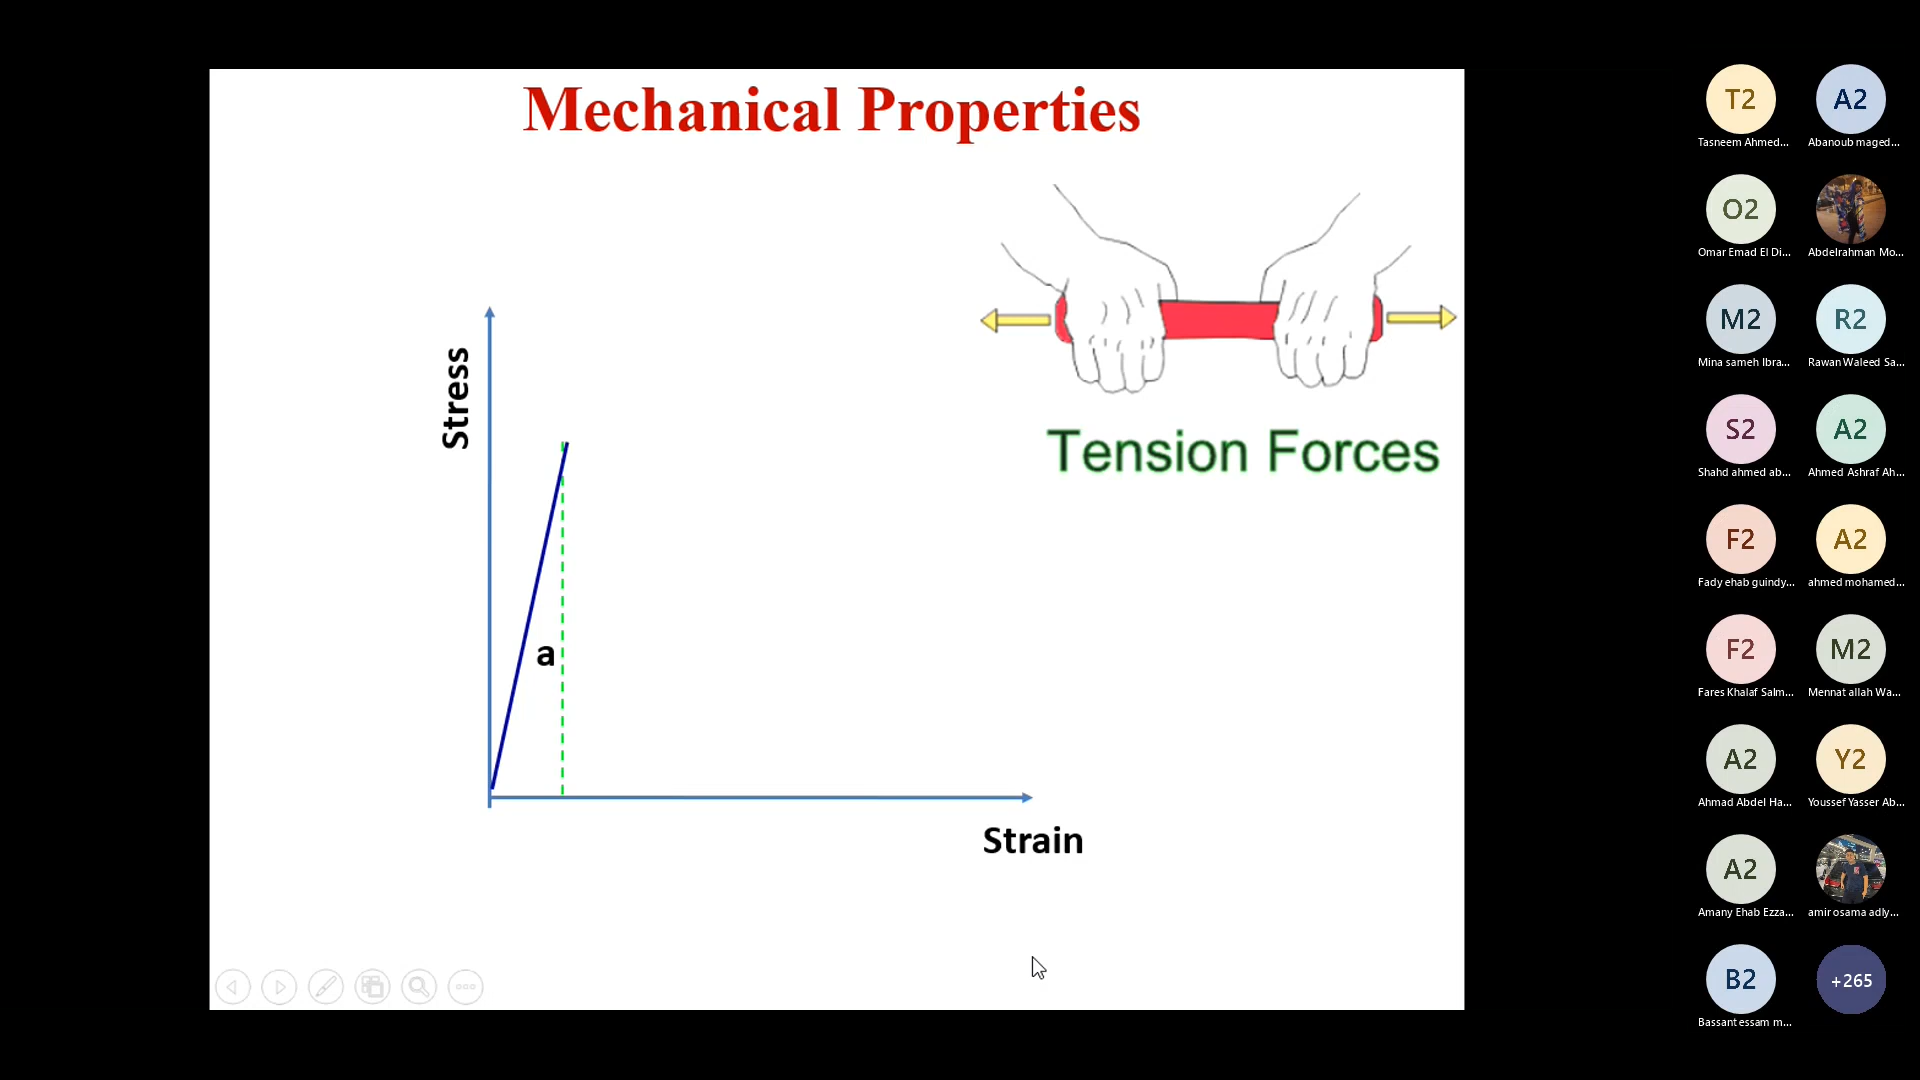 Mechanical Properties
Stress
a
Strain
Tension Forces
T2
Tasneem Ahmed...
A2
Abanoub maged...
O2
Omar Emad El Di...
Abdelrahman Mo...
M2
Mina sameh Ibra...
R2
Rawan Waleed Sa...
S2
Shahd ahmed ab...
A2
Ahmed Ashraf Ah...
F2
Fady ehab guindy...
A2
ahmed mohamed...
F2
Fares Khalaf Salm...
M2
Mennat allah Wa...
A2
Ahmad Abdel Ha...
Y2
Youssef Yasser Ab...
A2
Amany Ehab Ezza...
amir osama adly...
B2
Bassant essam m...
+265